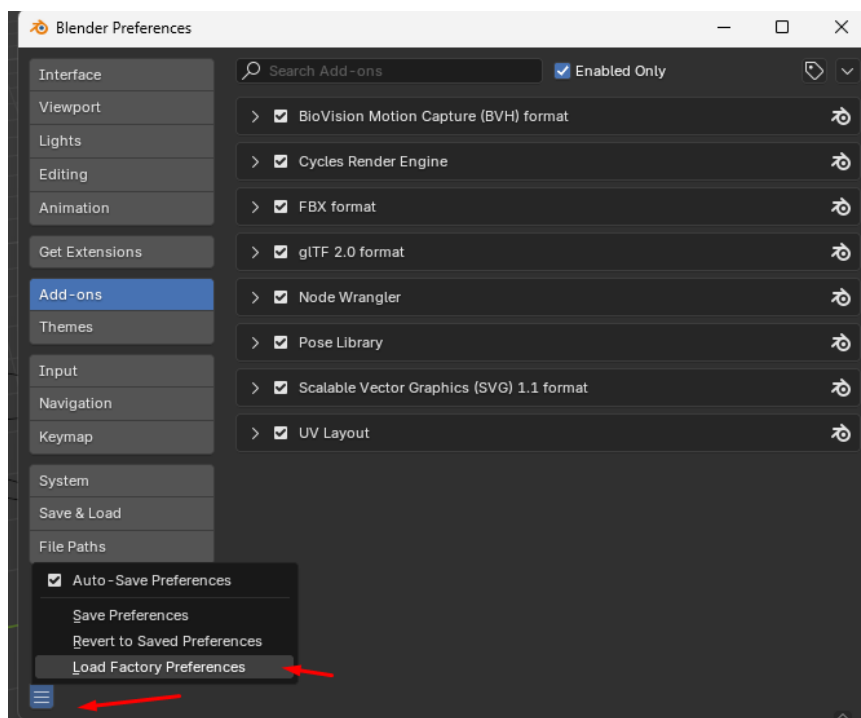 Blender Preferences
Interface
Viewport
Lights
Editing
Animation
Get Extensions
Add-ons
Themes
Input
Navigation
Keymap
System
Save & Load
File Paths
Search Add-ons
Enabled Only
BioVision Motion Capture (BVH) format
Cycles Render Engine
FBX format
glTF 2.0 format
Node Wrangler
Pose Library
Scalable Vector Graphics (SVG) 1.1 format
UV Layout
Auto-Save Preferences
Save Preferences
Revert to Saved Preferences
Load Factory Preferences